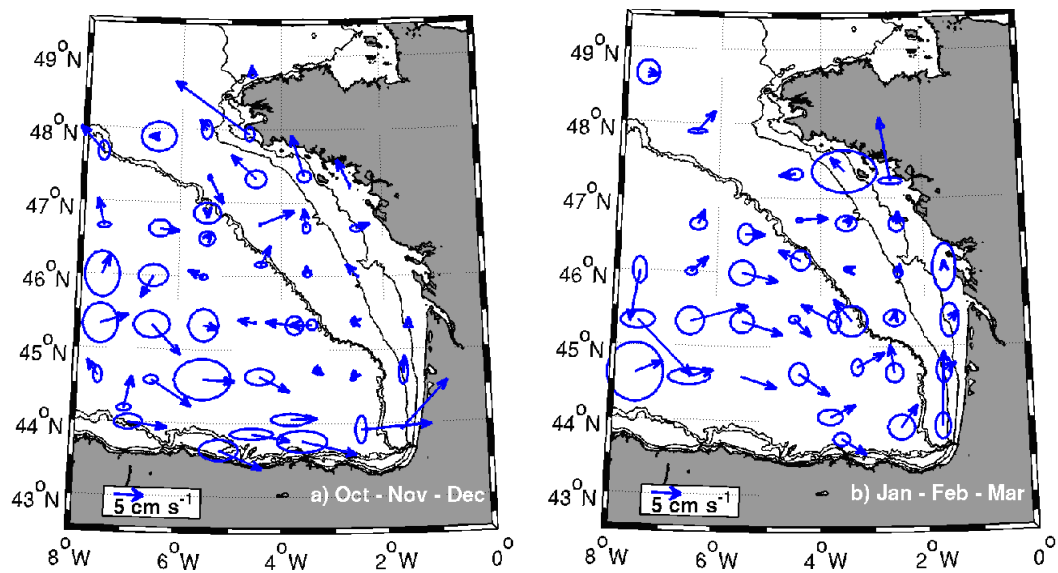 49°N
48°N
47°N
46°N
45°N
44°N
43°N
8°W
6°W
4°W
2°W
0°
5 cm s⁻¹
a) Oct - Nov - Dec
49°N
48°N
47°N
46°N
45°N
44°N
43°N
8°W
6°W
4°W
2°W
0°
5 cm s⁻¹
b) Jan - Feb - Mar